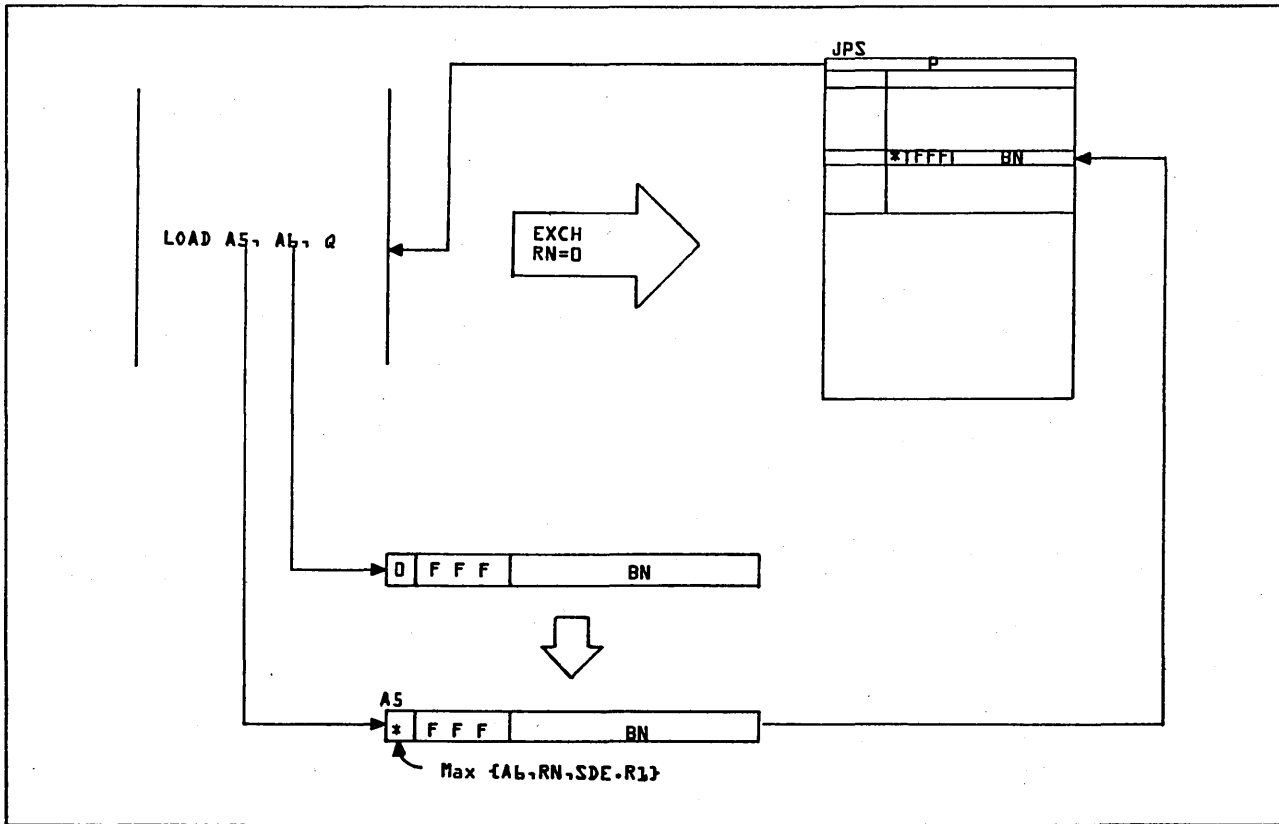 JPS
P
*|FFF| BN
LOAD A5, A6, Q
EXCH
RN=0
0 F F F BN
A5
* F F F BN
Max {A6,RN,SDE.R1}